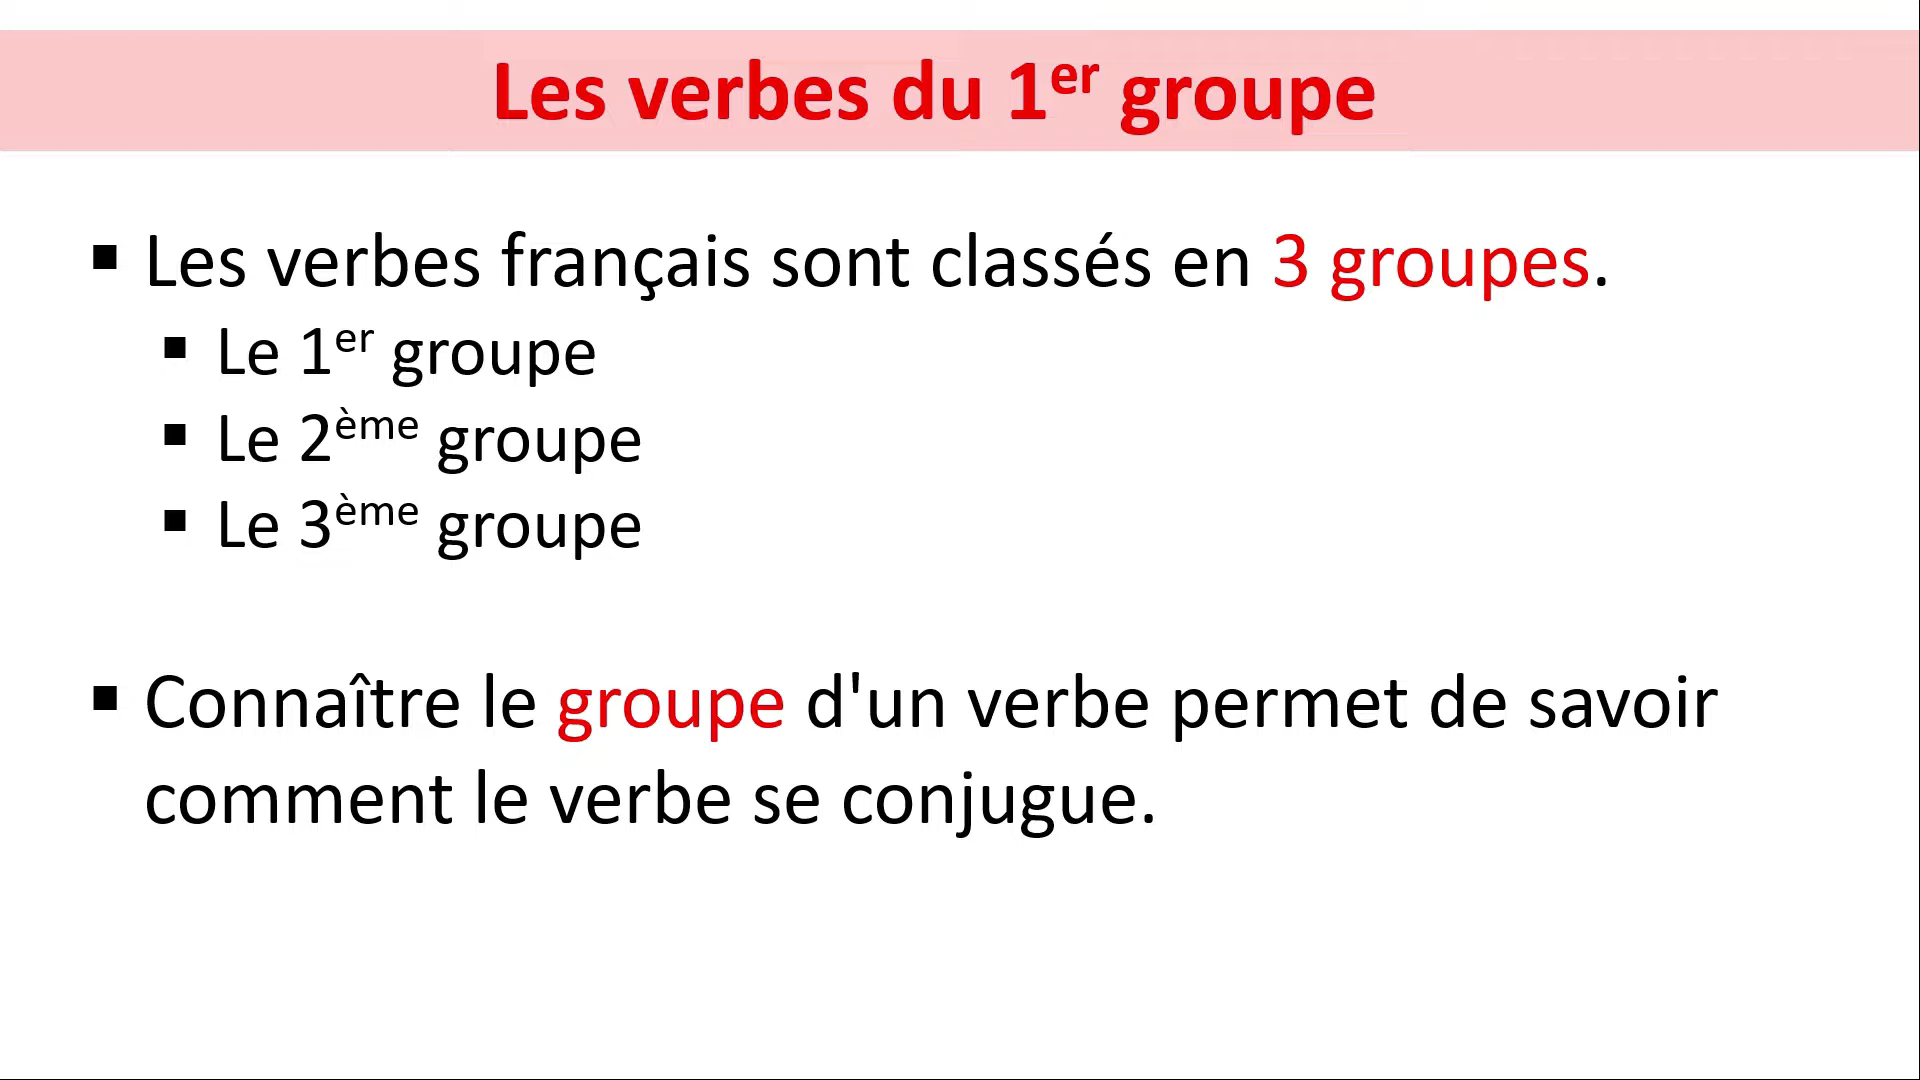 Les verbes du 1er groupe
▪ Les verbes français sont classés en 3 groupes.
▪ Le 1er groupe
▪ Le 2ème groupe
▪ Le 3ème groupe
▪ Connaître le groupe d'un verbe permet de savoir
comment le verbe se conjugue.